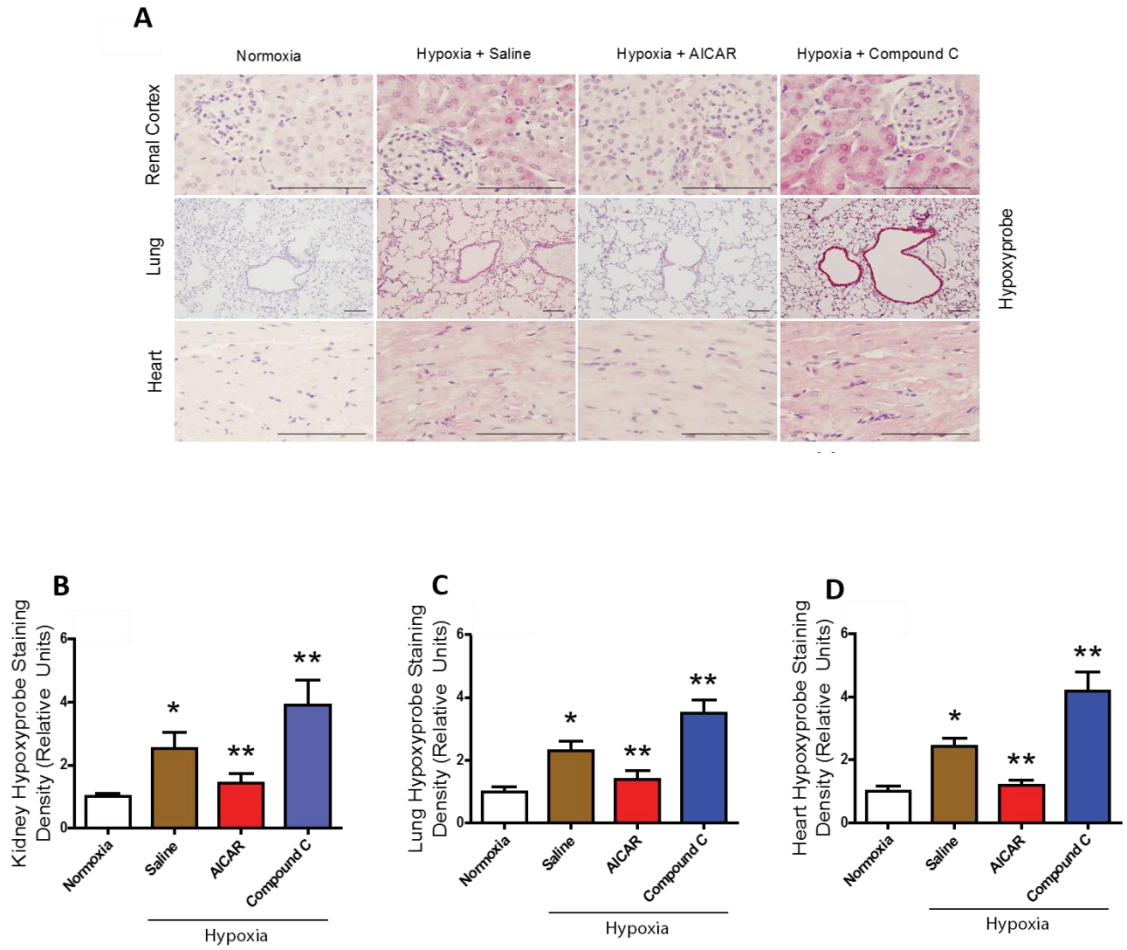 A
Normoxia
Hypoxia + Saline
Hypoxia + AICAR
Hypoxia + Compound C
Renal Cortex
Lung
Heart
Hypoxyprobe
B
Kidney Hypoxyprobe Staining
Density (Relative Units)
6
4
2
0
*
**
**
Normoxia
Saline
AICAR
Compound C
Hypoxia
C
Lung Hypoxyprobe Staining
Density (Relative Units)
6
4
2
0
*
**
**
Normoxia
Saline
AICAR
Compound C
Hypoxia
D
Heart Hypoxyprobe Staining
Density (Relative Units)
6
4
2
0
*
**
**
Normoxia
Saline
AICAR
Compound C
Hypoxia